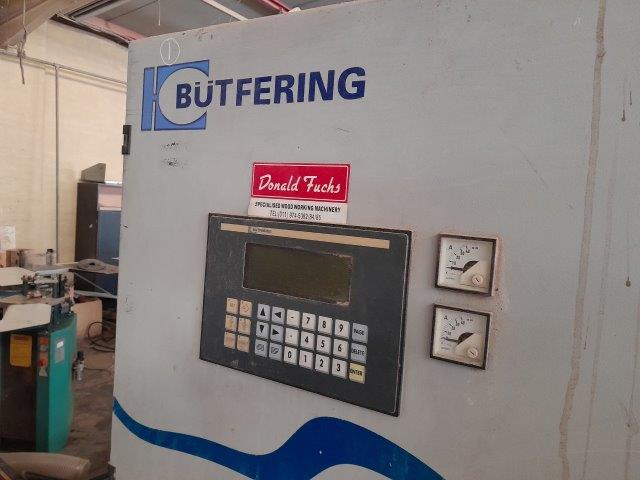 BÜTFERING
Donald Fuchs
SPECIALISED WOOD WORKING MACHINERY
BÜTFERING
7 8 9 PAGE
4 5 6 DELETE
0 1 2 3 ENTER
A
A